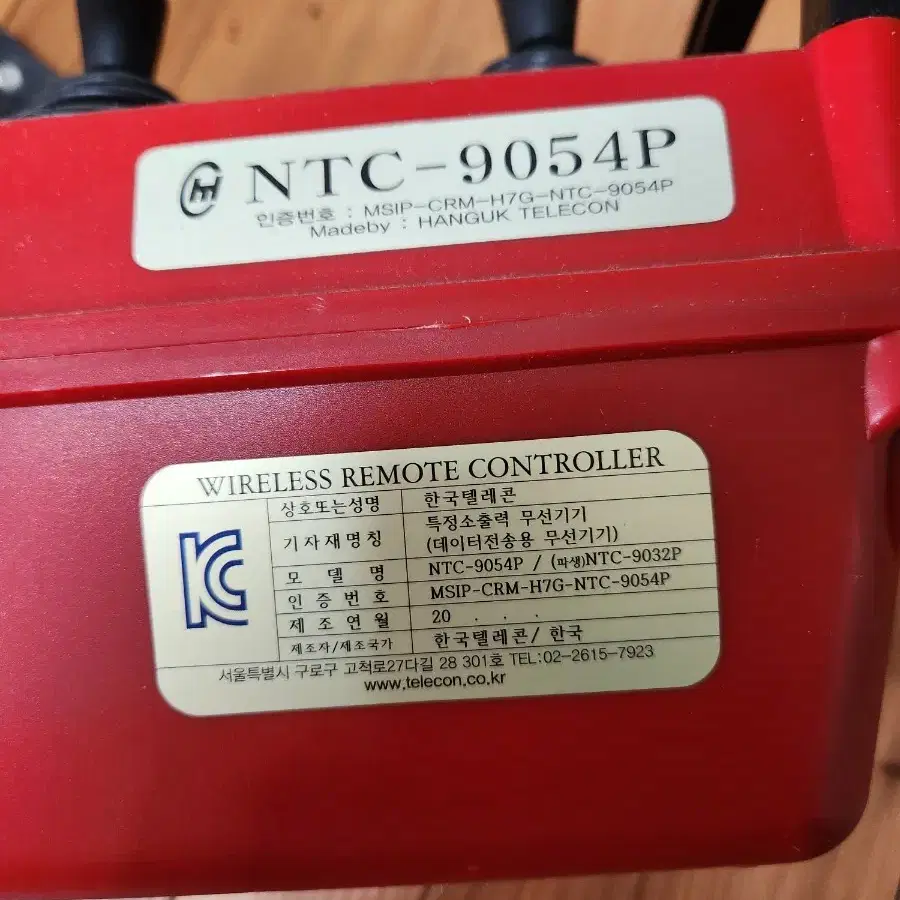 NTC-9054P
인증번호 : MSIP-CRM-H7G-NTC-9054P
Madeby : HANGUK TELECON
WIRELESS REMOTE CONTROLLER
상호또는성명 한국텔레콘
기자재명칭 특정소출력 무선기기
(데이터전송용 무선기기)
모 델 명 NTC-9054P / (파생)NTC-9032P
인 증 번 호 MSIP-CRM-H7G-NTC-9054P
제 조 연 월 20 . . .
제조자/제조국가 한국텔레콘/ 한국
서울특별시 구로구 고척로27다길 28 301호 TEL:02-2615-7923
www.telecon.co.kr